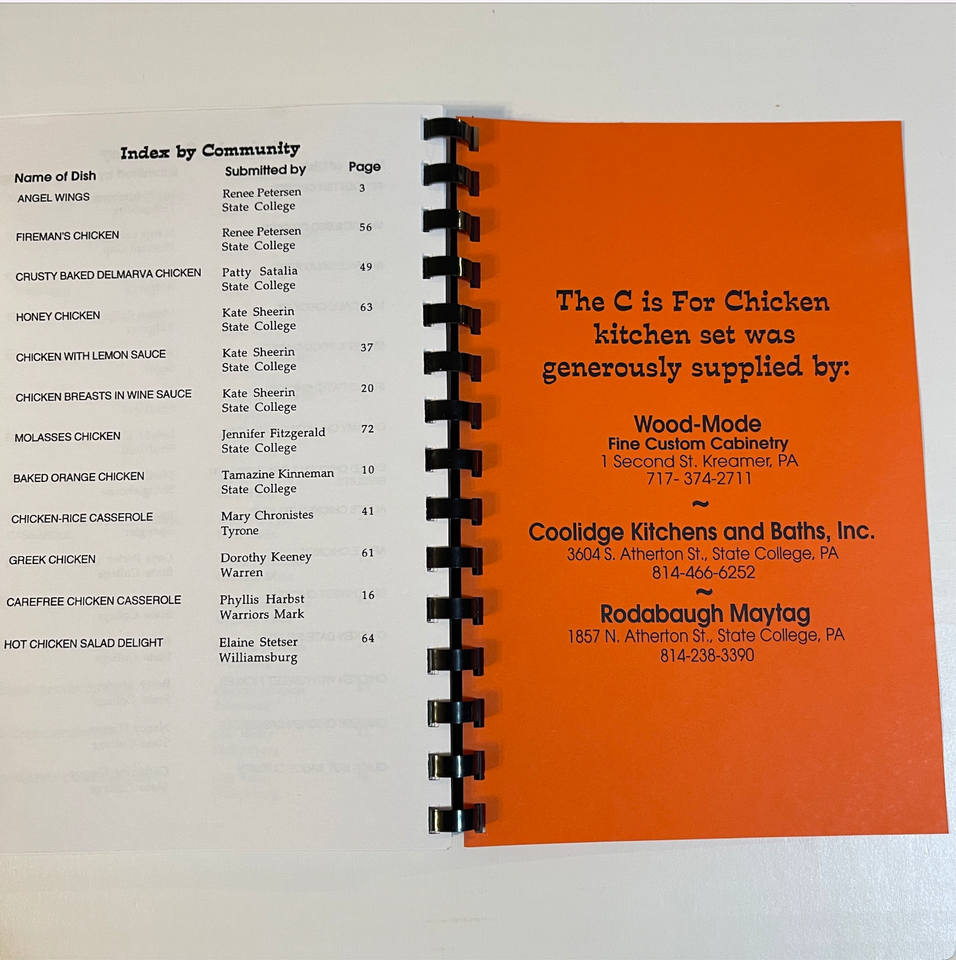 Index by Community
Name of Dish Submitted by Page
ANGEL WINGS Renee Petersen 3
State College
FIREMAN'S CHICKEN Renee Petersen 56
State College
CRUSTY BAKED DELMARVA CHICKEN Patty Satalia 49
State College
HONEY CHICKEN Kate Sheerin 63
State College
CHICKEN WITH LEMON SAUCE Kate Sheerin 37
State College
CHICKEN BREASTS IN WINE SAUCE Kate Sheerin 20
State College
MOLASSES CHICKEN Jennifer Fitzgerald 72
State College
BAKED ORANGE CHICKEN Tamazine Kinneman 10
State College
CHICKEN-RICE CASSEROLE Mary Chronistes 41
Tyrone
GREEK CHICKEN Dorothy Keeney 61
Warren
CAREFREE CHICKEN CASSEROLE Phyllis Harbst 16
Warriors Mark
HOT CHICKEN SALAD DELIGHT Elaine Stetser 64
Williamsburg
The C is For Chicken
kitchen set was
generously supplied by:
Wood-Mode
Fine Custom Cabinetry
1 Second St. Kreamer, PA
717- 374-2711
~
Coolidge Kitchens and Baths, Inc.
3604 S. Atherton St., State College, PA
814-466-6252
~
Rodabaugh Maytag
1857 N. Atherton St., State College, PA
814-238-3390